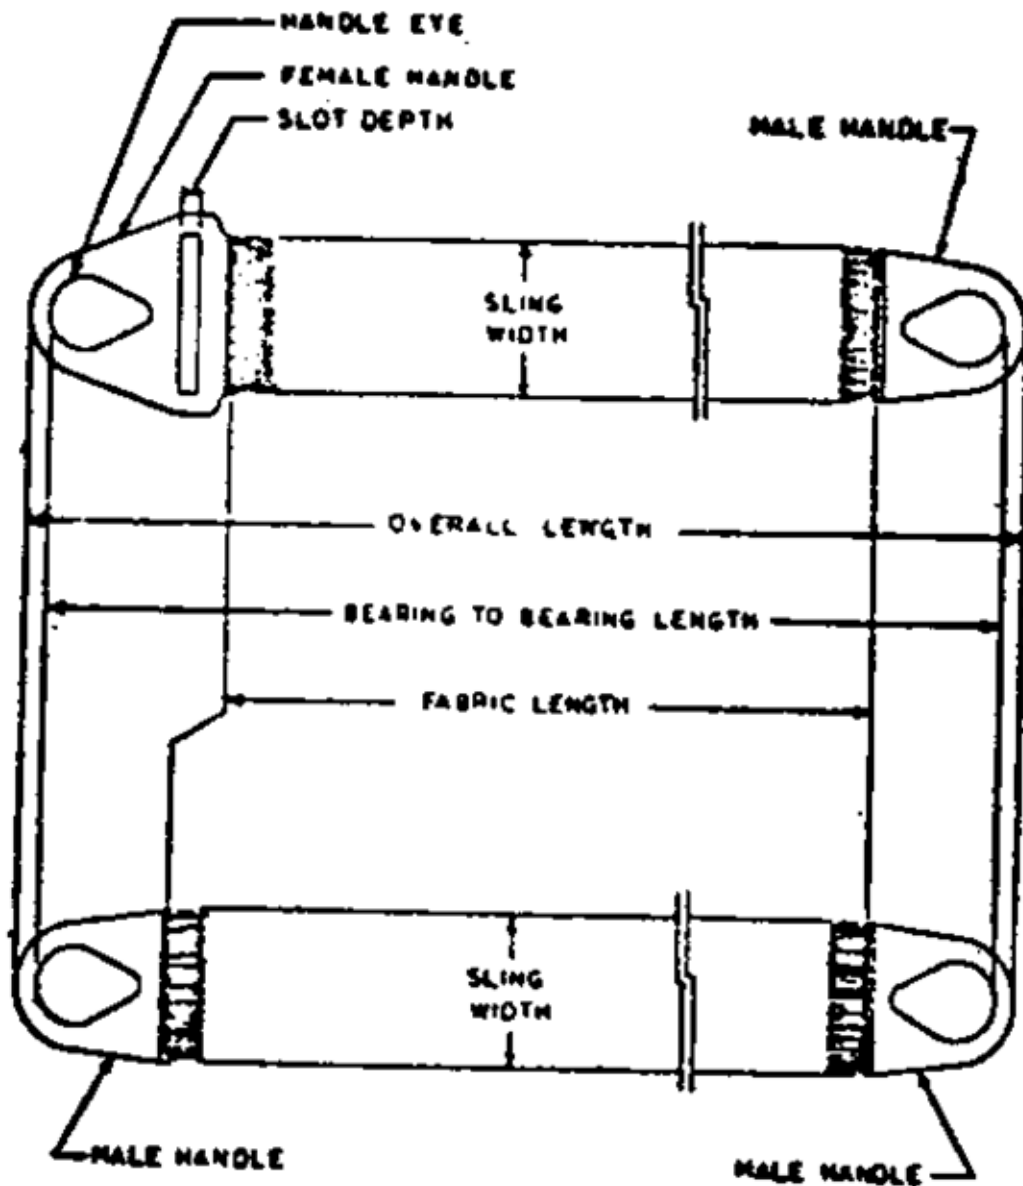 HANDLE EYE
FEMALE HANDLE
SLOT DEPTH
MALE HANDLE
SLING
WIDTH
OVERALL LENGTH
BEARING TO BEARING LENGTH
FABRIC LENGTH
SLING
WIDTH
MALE HANDLE
MALE HANDLE